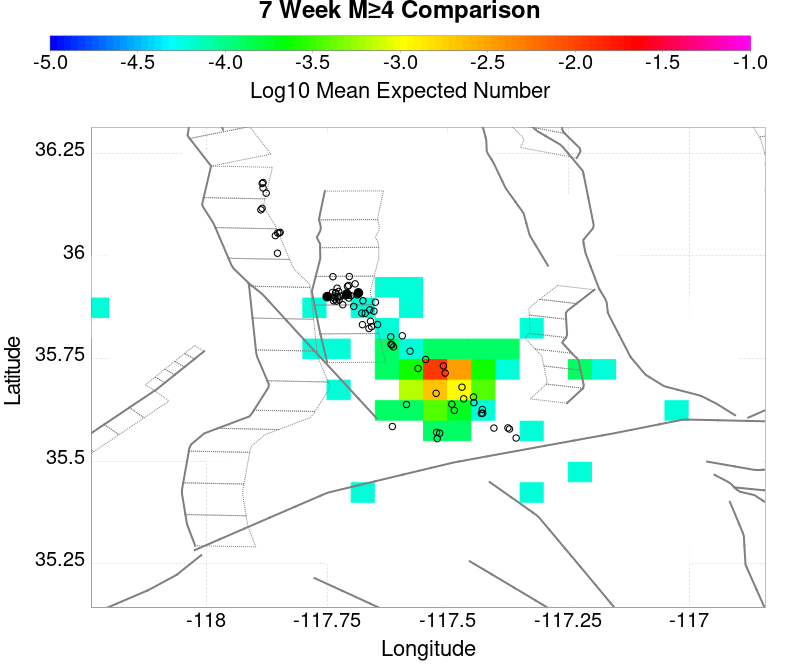 7 Week M≥4 Comparison
-5.0 -4.5 -4.0 -3.5 -3.0 -2.5 -2.0 -1.5 -1.0
Log10 Mean Expected Number
36.25
36
35.75
35.5
35.25
Latitude
-118 -117.75 -117.5 -117.25 -117
Longitude